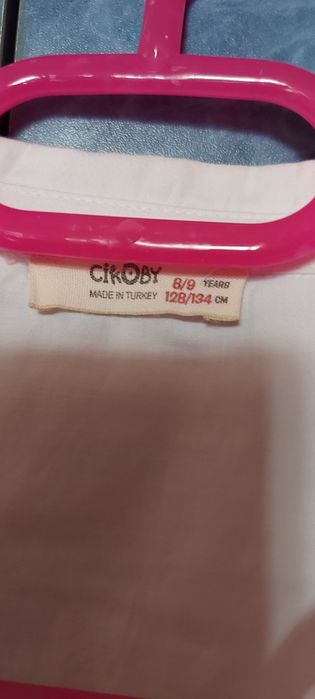 CiKOBY 8/9 YEARS
MADE IN TURKEY 128/134 CM